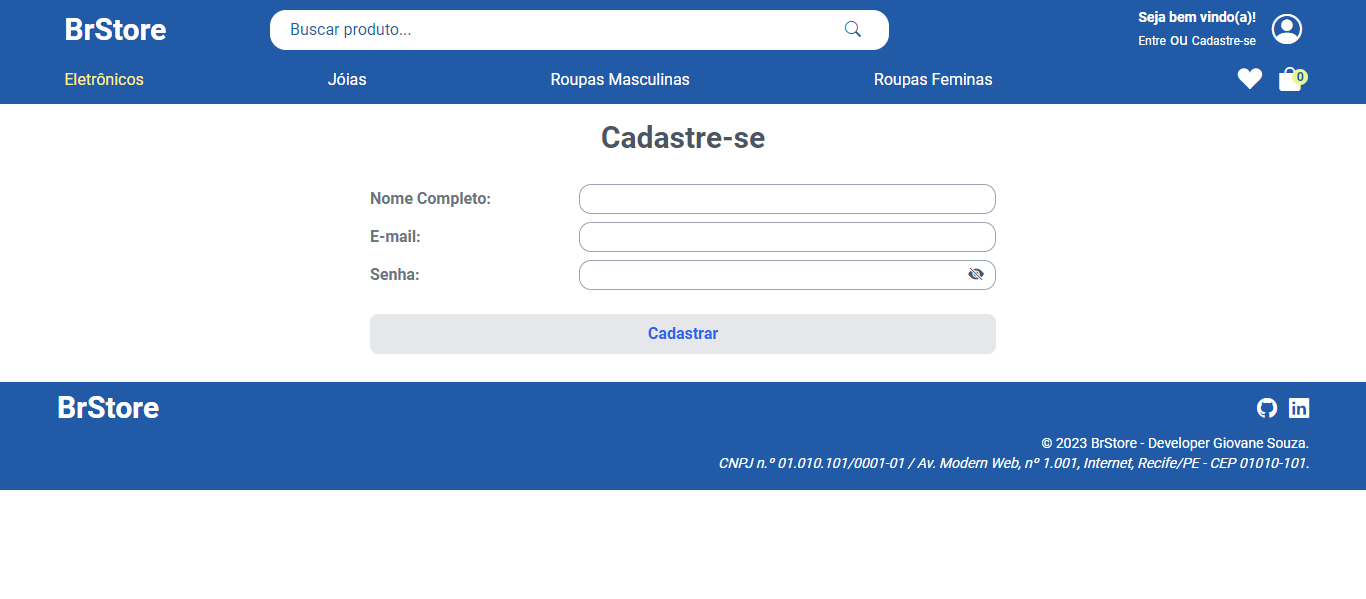 BrStore
Buscar produto...
Seja bem vindo(a)!
Entre ou Cadastre-se
Eletrônicos
Jóias
Roupas Masculinas
Roupas Feminas
0
Cadastre-se
Nome Completo:
E-mail:
Senha:
Cadastrar
BrStore
in
© 2023 BrStore - Developer Giovane Souza.
CNPJ n.º 01.010.101/0001-01 / Av. Modern Web, nº 1.001, Internet, Recife/PE - CEP 01010-101.